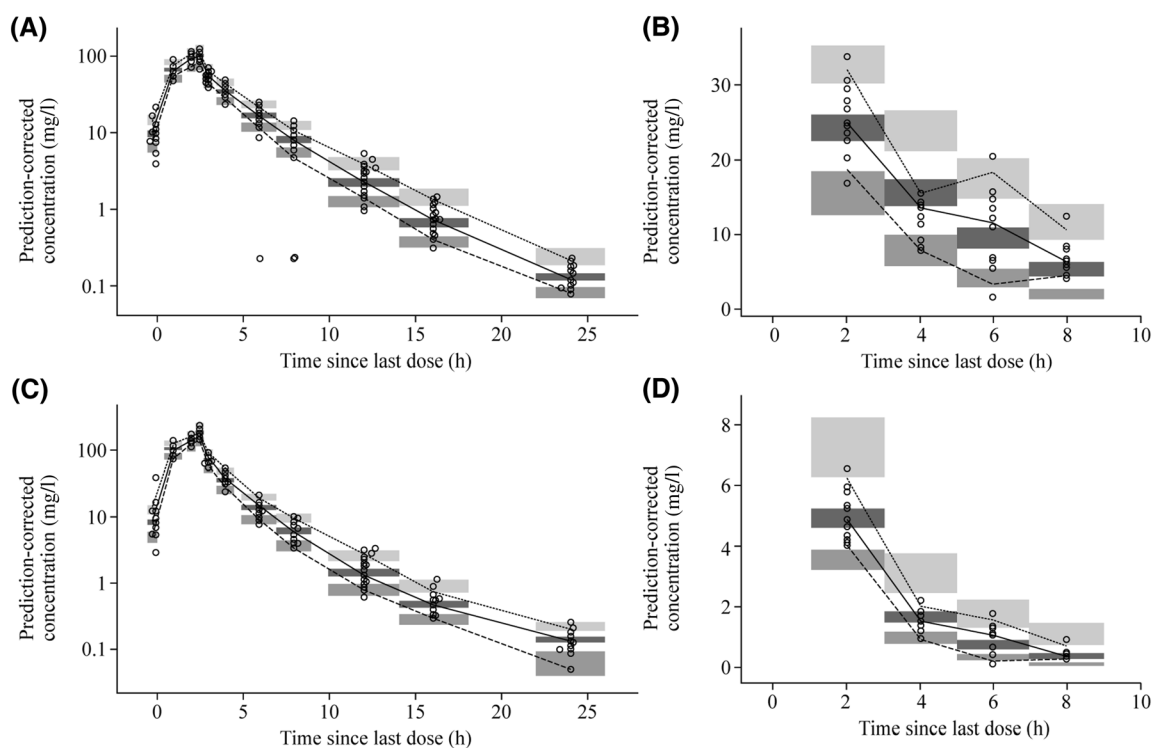 (A)
100
10
1
0.1
Prediction-corrected
concentration (mg/l)
0
5
10
15
20
25
Time since last dose (h)
(B)
30
20
10
0
Prediction-corrected
concentration (mg/l)
0
2
4
6
8
10
Time since last dose (h)
(C)
100
10
1
0.1
Prediction-corrected
concentration (mg/l)
0
5
10
15
20
25
Time since last dose (h)
(D)
8
6
4
2
0
Prediction-corrected
concentration (mg/l)
0
2
4
6
8
10
Time since last dose (h)